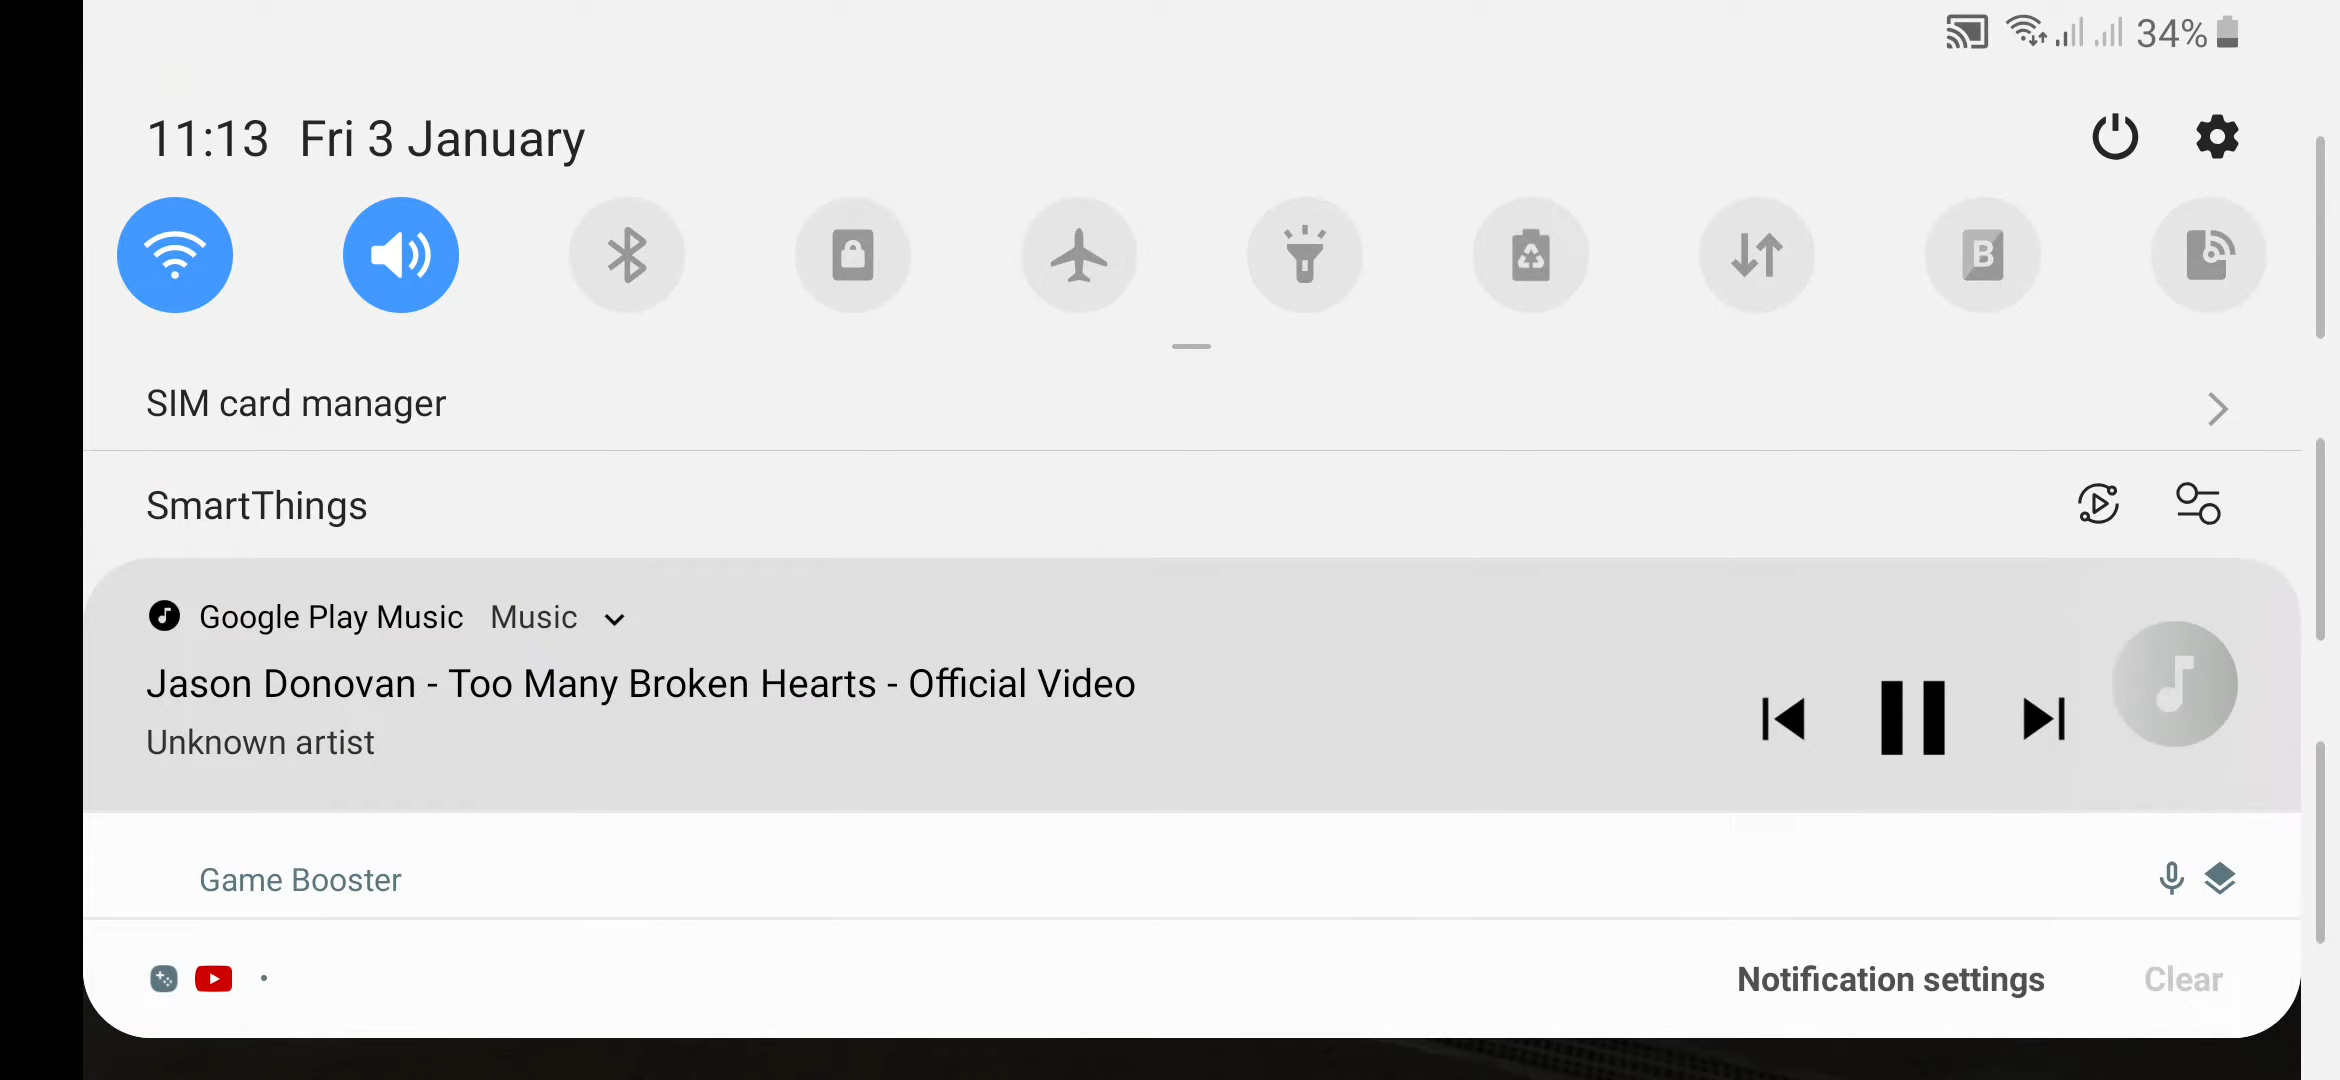 34%
11:13 Fri 3 January
B
SIM card manager
SmartThings
Google Play Music Music
Jason Donovan - Too Many Broken Hearts - Official Video
Unknown artist
Game Booster
Notification settings Clear